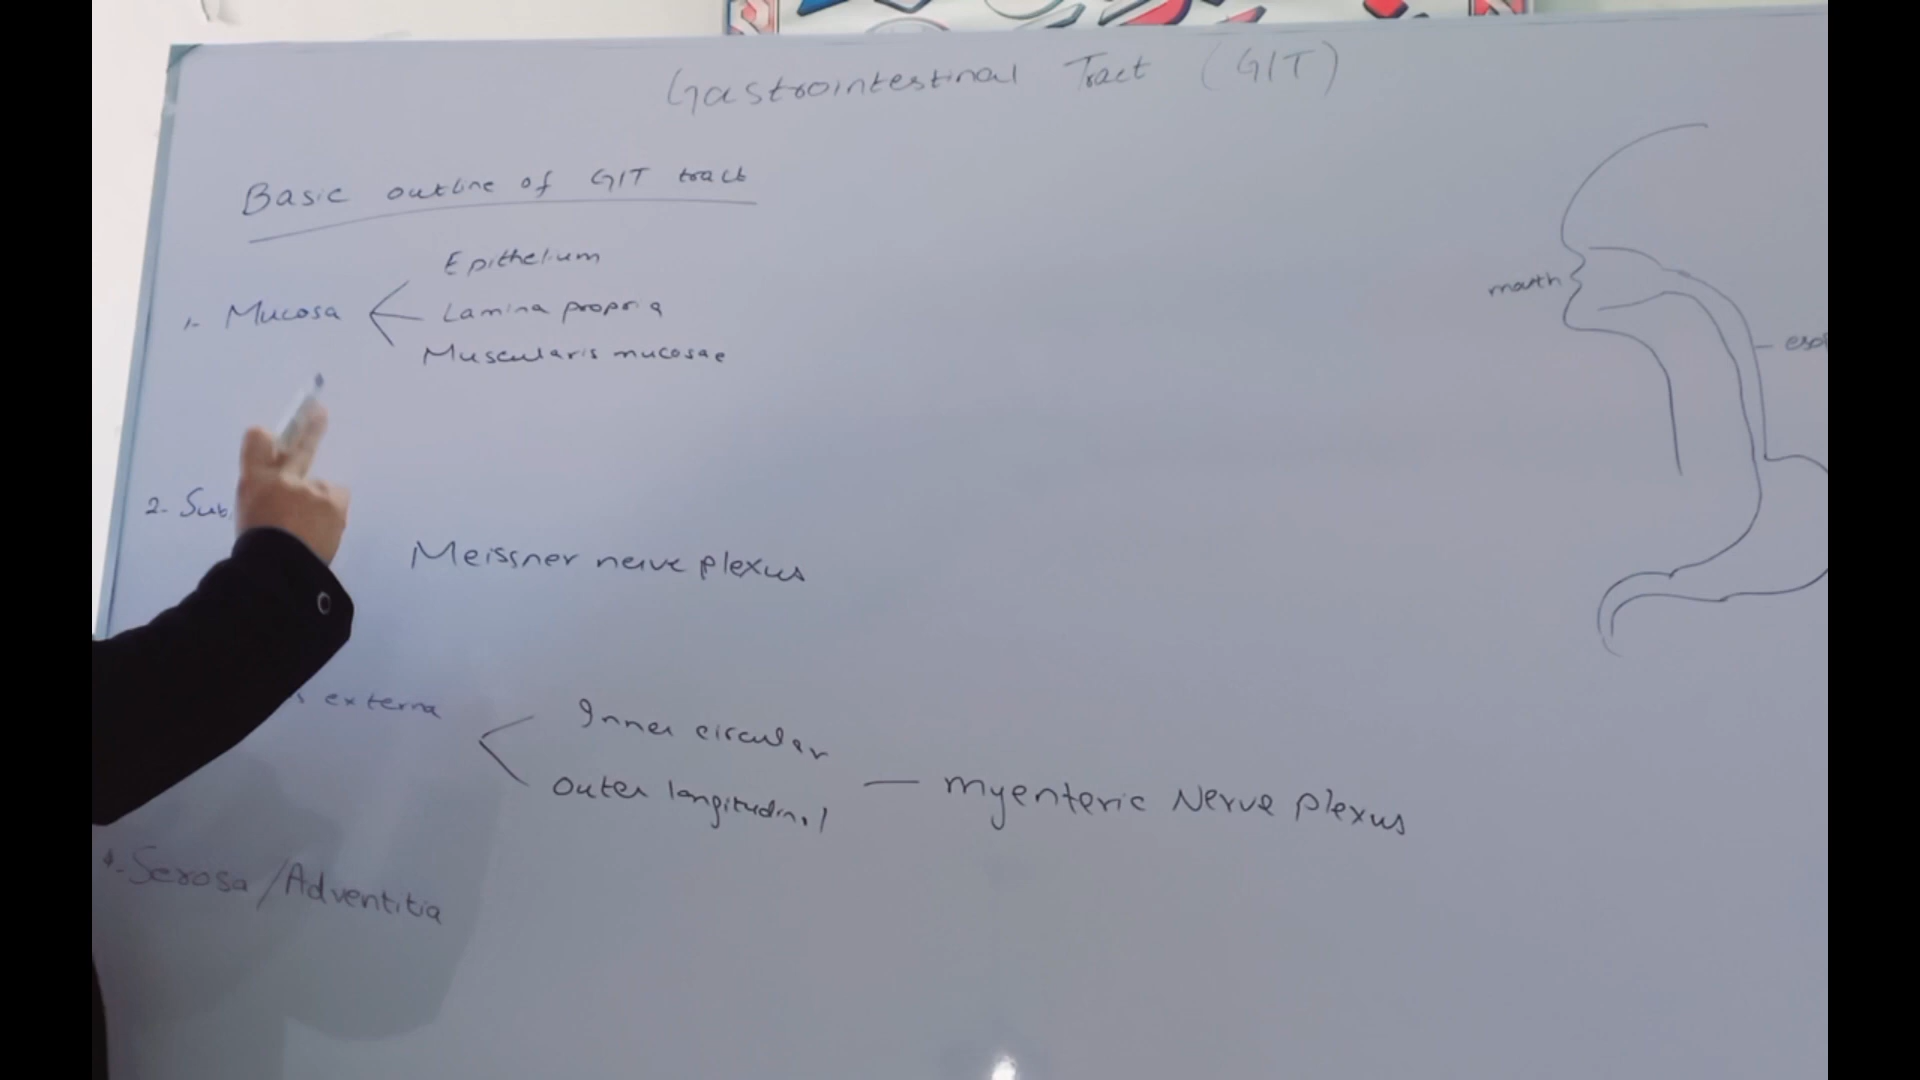 Gastrointestinal Tract (GIT)
Basic outline of GIT tract
1- Mucosa
Epithelium
Lamina propria
Muscularis mucosae
mouth
2- Sub
Meissner nerve plexus
externa
Inner circular
outer longitudinal — myenteric Nerve plexus
Serosa/Adventitia